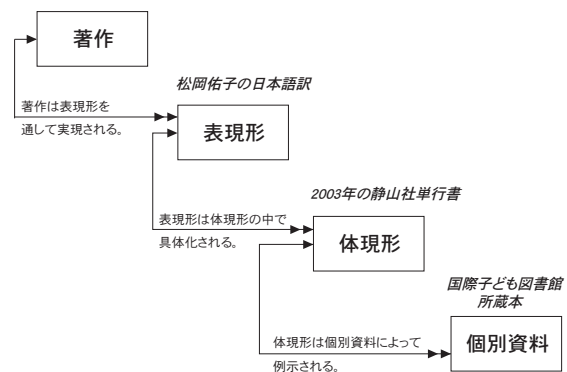 著作
松岡佑子の日本語訳
著作は表現形を
通して実現される。
表現形
2003年の静山社単行書
表現形は体現形の中で
具体化される。
体現形
国際子ども図書館
所蔵本
体現形は個別資料によって
例示される。
個別資料